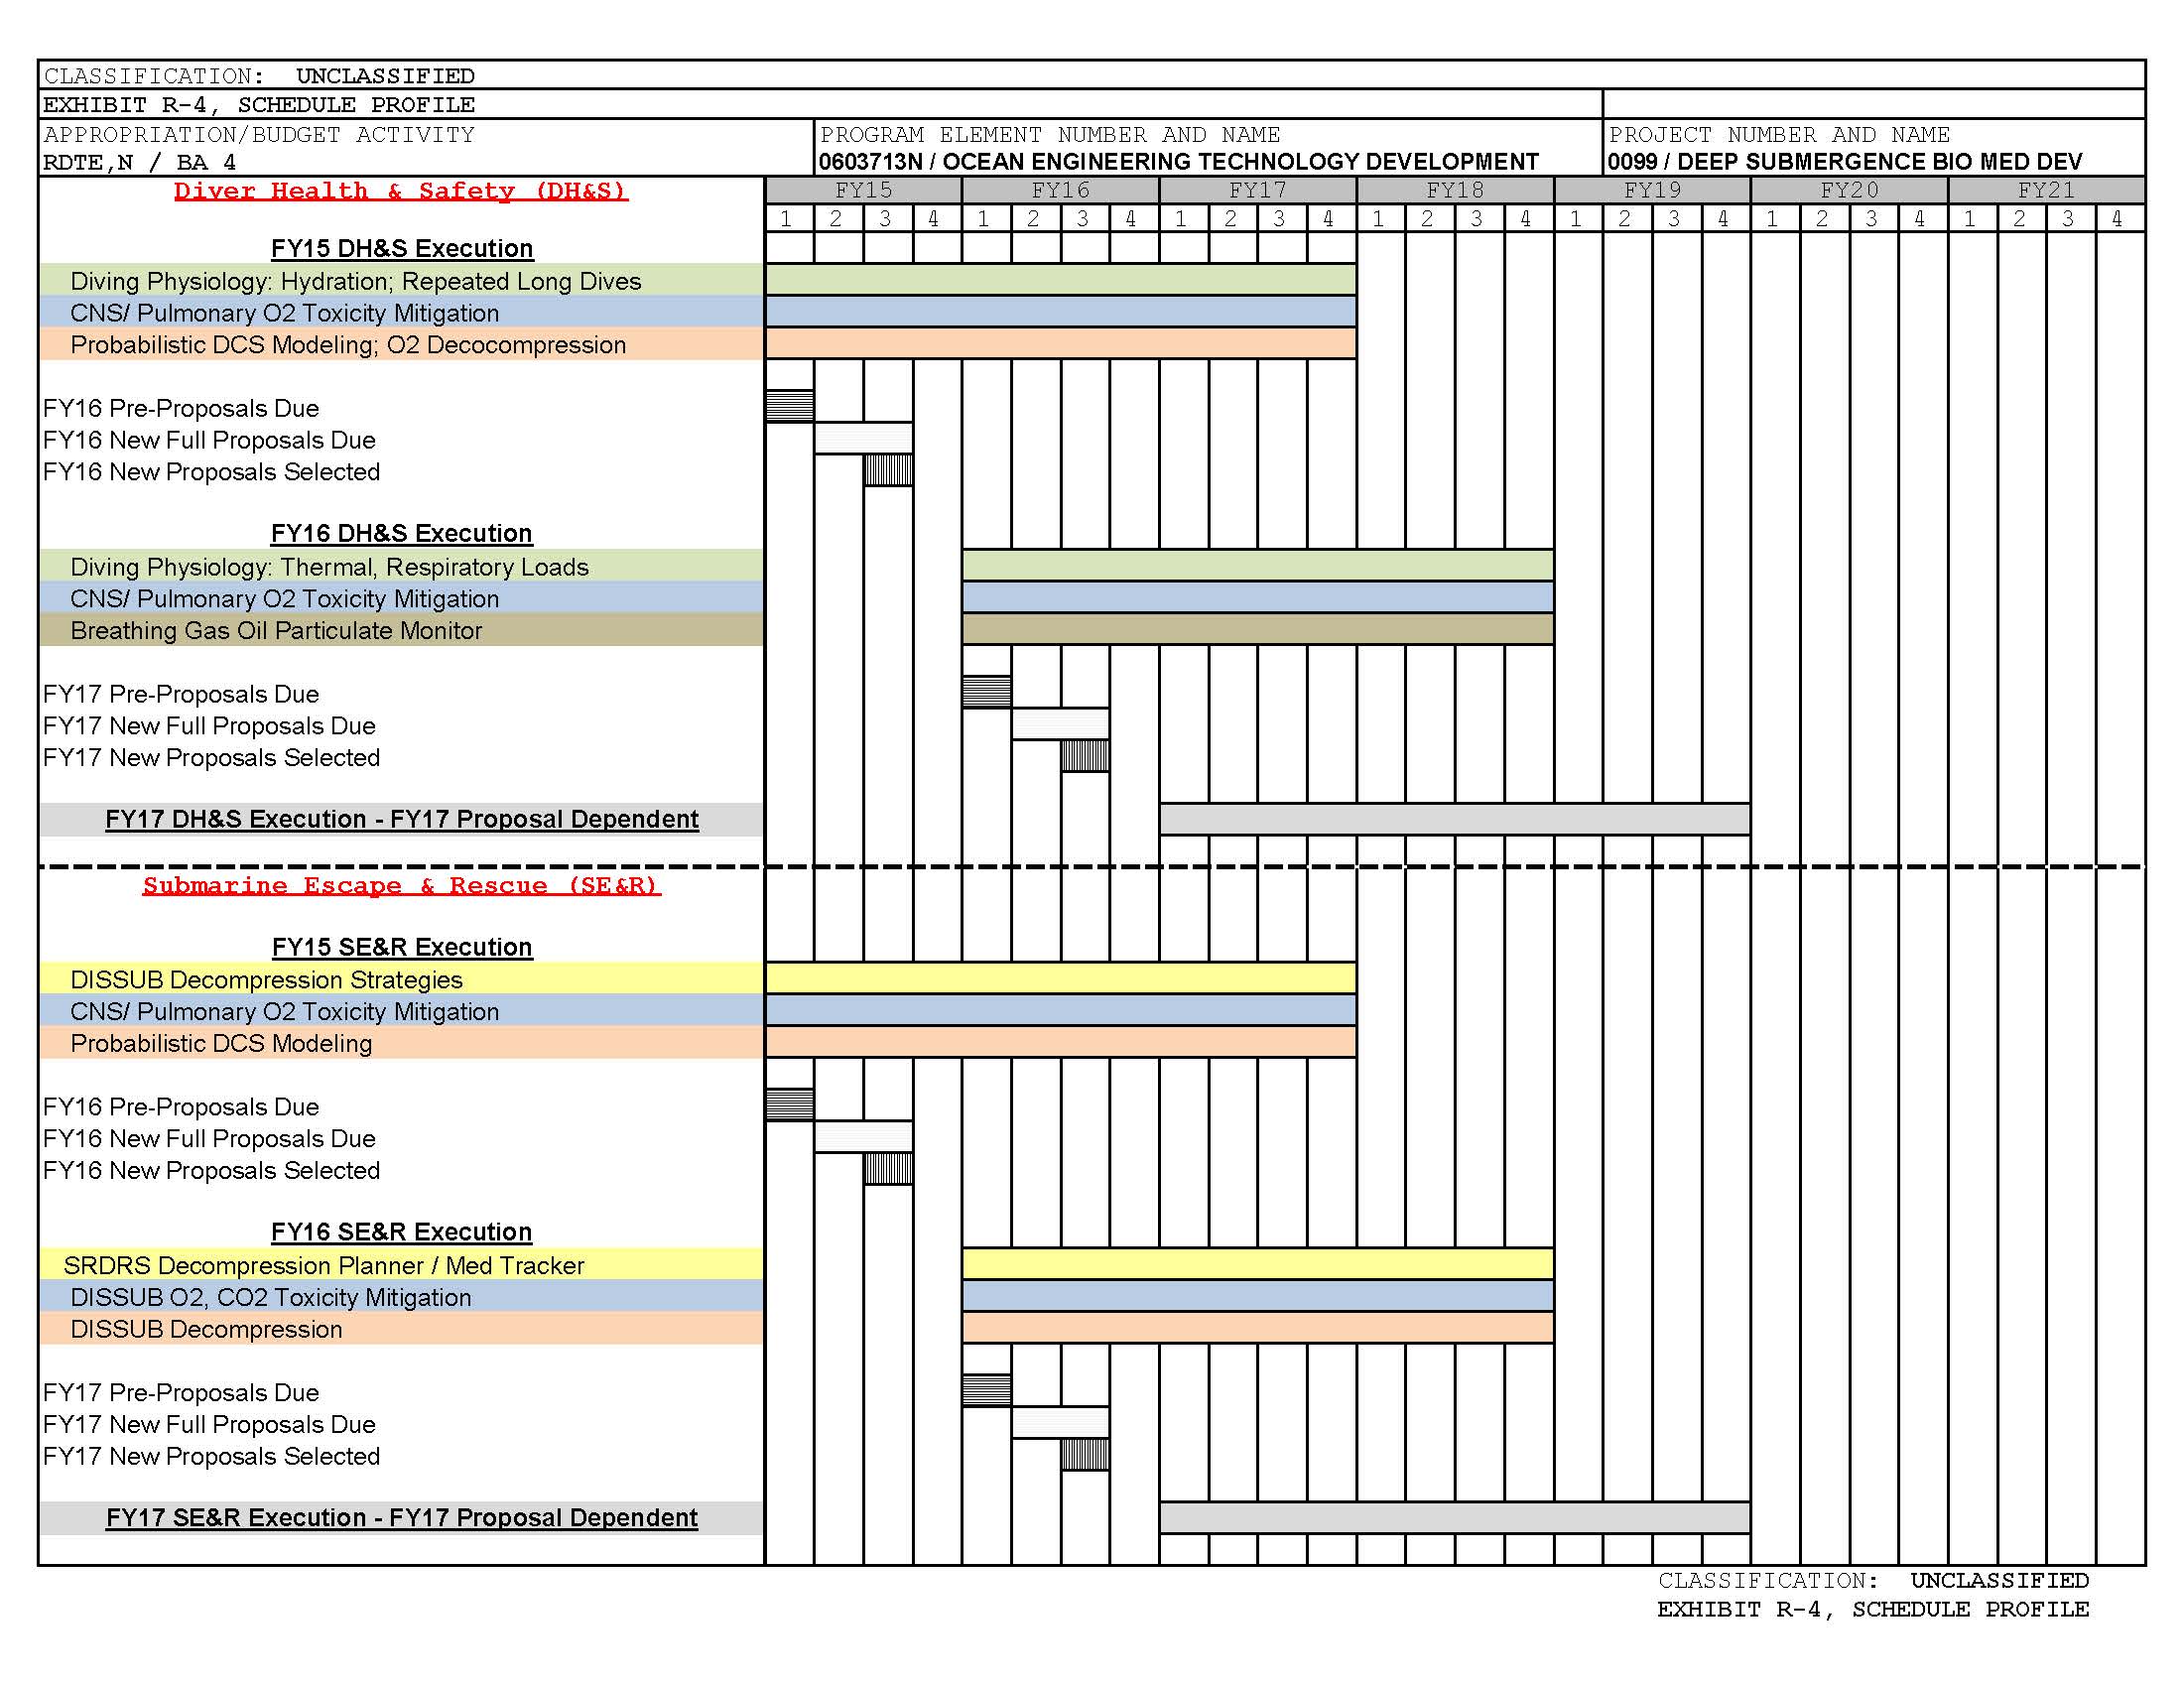 CLASSIFICATION: UNCLASSIFIED
EXHIBIT R-4, SCHEDULE PROFILE
APPROPRIATION/BUDGET ACTIVITY PROGRAM ELEMENT NUMBER AND NAME PROJECT NUMBER AND NAME
RDTE,N / BA 4 0603713N / OCEAN ENGINEERING TECHNOLOGY DEVELOPMENT 0099 / DEEP SUBMERGENCE BIO MED DEV
Diver Health & Safety (DH&S) FY15 FY16 FY17 FY18 FY19 FY20 FY21
1 2 3 4 1 2 3 4 1 2 3 4 1 2 3 4 1 2 3 4 1 2 3 4 1 2 3 4
FY15 DH&S Execution
Diving Physiology: Hydration; Repeated Long Dives
CNS/ Pulmonary O2 Toxicity Mitigation
Probabilistic DCS Modeling; O2 Decocompression
FY16 Pre-Proposals Due
FY16 New Full Proposals Due
FY16 New Proposals Selected
FY16 DH&S Execution
Diving Physiology: Thermal, Respiratory Loads
CNS/ Pulmonary O2 Toxicity Mitigation
Breathing Gas Oil Particulate Monitor
FY17 Pre-Proposals Due
FY17 New Full Proposals Due
FY17 New Proposals Selected
FY17 DH&S Execution - FY17 Proposal Dependent
Submarine Escape & Rescue (SE&R)
FY15 SE&R Execution
DISSUB Decompression Strategies
CNS/ Pulmonary O2 Toxicity Mitigation
Probabilistic DCS Modeling
FY16 Pre-Proposals Due
FY16 New Full Proposals Due
FY16 New Proposals Selected
FY16 SE&R Execution
SRDRS Decompression Planner / Med Tracker
DISSUB O2, CO2 Toxicity Mitigation
DISSUB Decompression
FY17 Pre-Proposals Due
FY17 New Full Proposals Due
FY17 New Proposals Selected
FY17 SE&R Execution - FY17 Proposal Dependent
CLASSIFICATION: UNCLASSIFIED
EXHIBIT R-4, SCHEDULE PROFILE